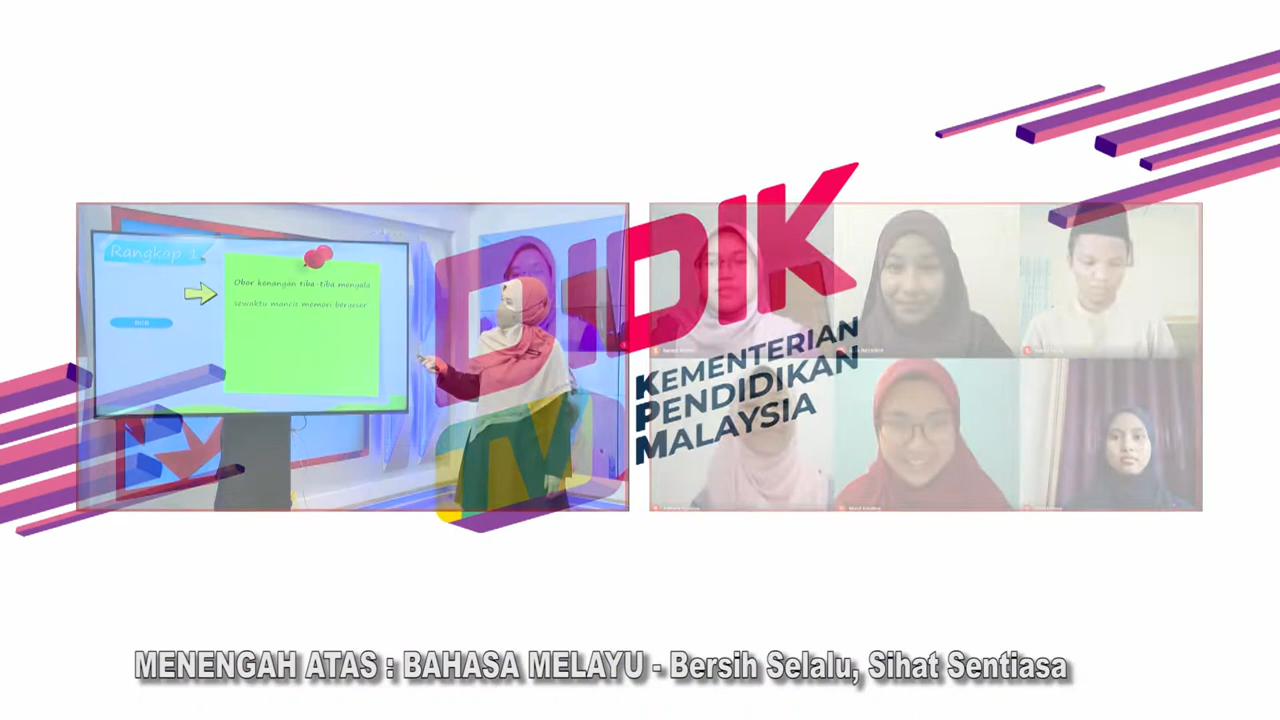 Rangkap 1
Obor kenangan tiba-tiba menyala
sewaktu mancis memori bergeser
DIDIK
KEMENTERIAN
PENDIDIKAN
MALAYSIA
MENENGAH ATAS : BAHASA MELAYU - Bersih Selalu, Sihat Sentiasa